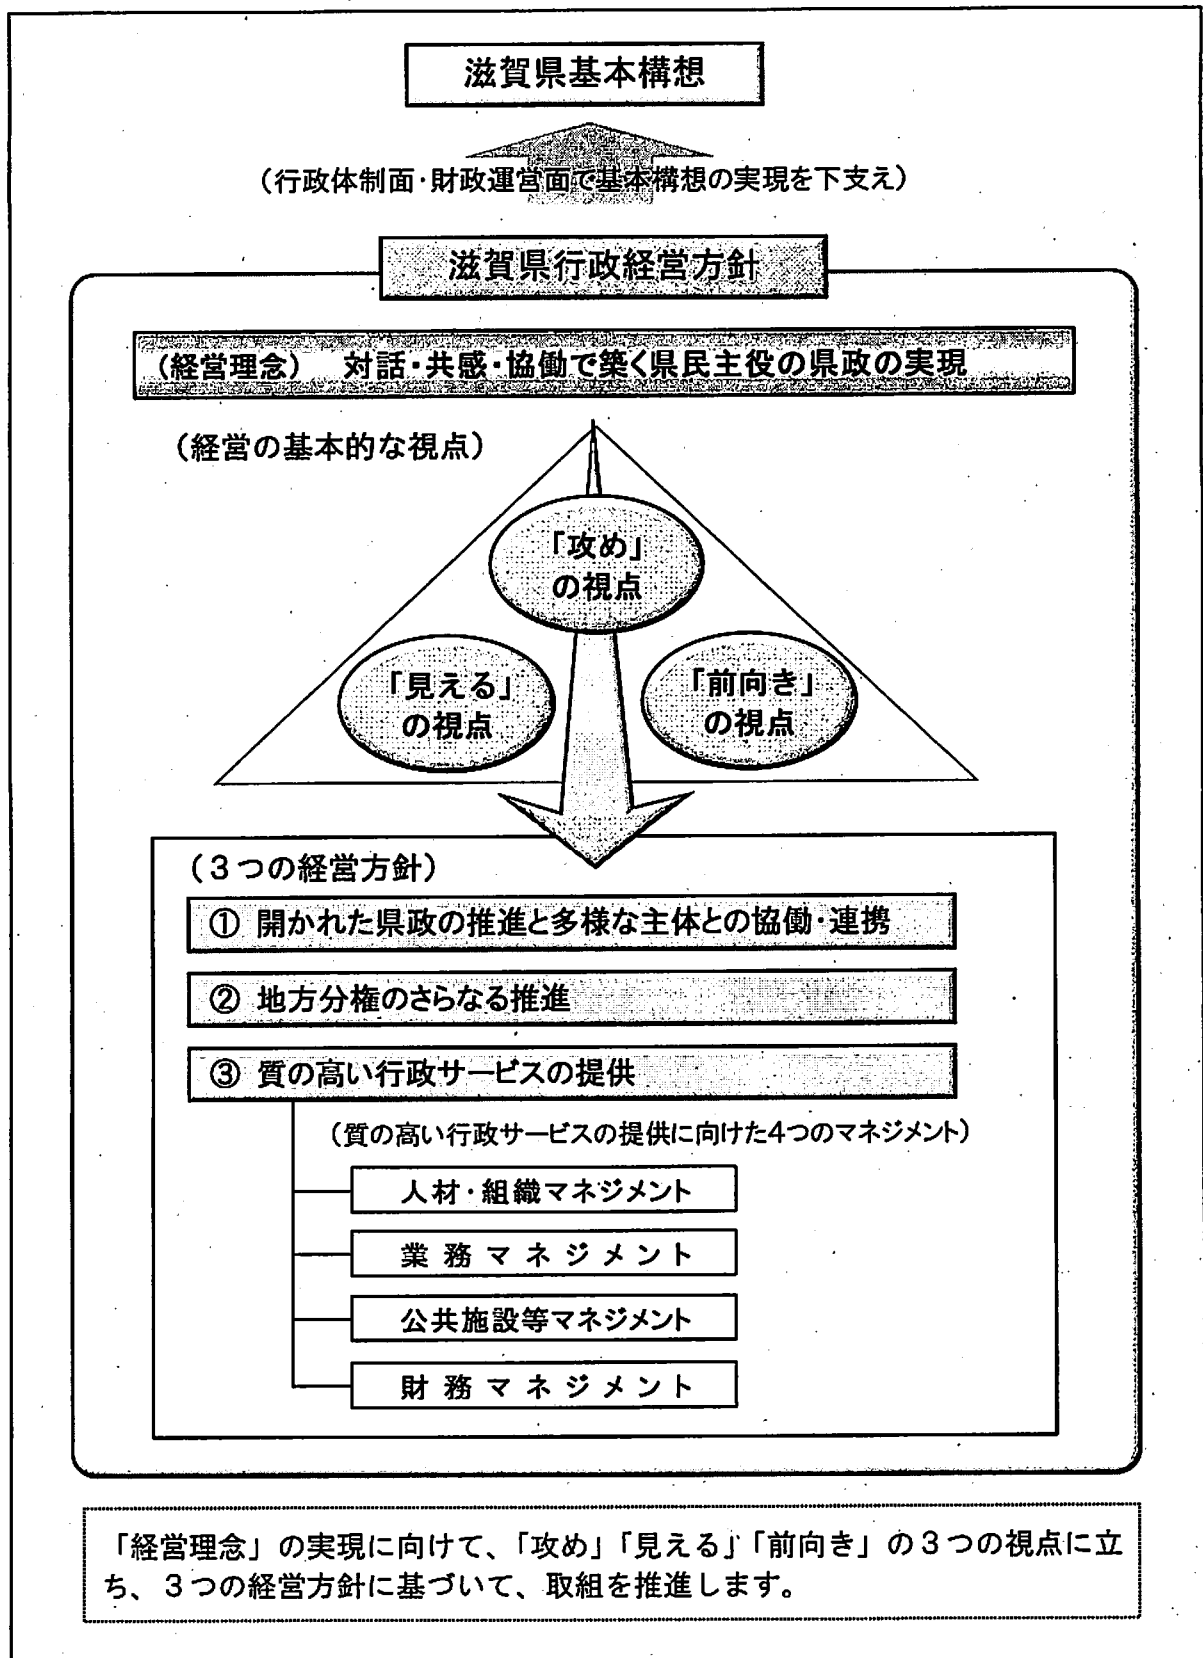 滋賀県基本構想
（行政体制面・財政運営面で基本構想の実現を下支え）
滋賀県行政経営方針
（経営理念）　対話・共感・協働で築く県民主役の県政の実現
（経営の基本的な視点）
「攻め」
の視点
「見える」
の視点
「前向き」
の視点
（３つの経営方針）
① 開かれた県政の推進と多様な主体との協働・連携
② 地方分権のさらなる推進
③ 質の高い行政サービスの提供
（質の高い行政サービスの提供に向けた4つのマネジメント）
人材・組織マネジメント
業務マネジメント
公共施設等マネジメント
財務マネジメント
「経営理念」の実現に向けて、「攻め」「見える」「前向き」の３つの視点に立
ち、３つの経営方針に基づいて、取組を推進します。